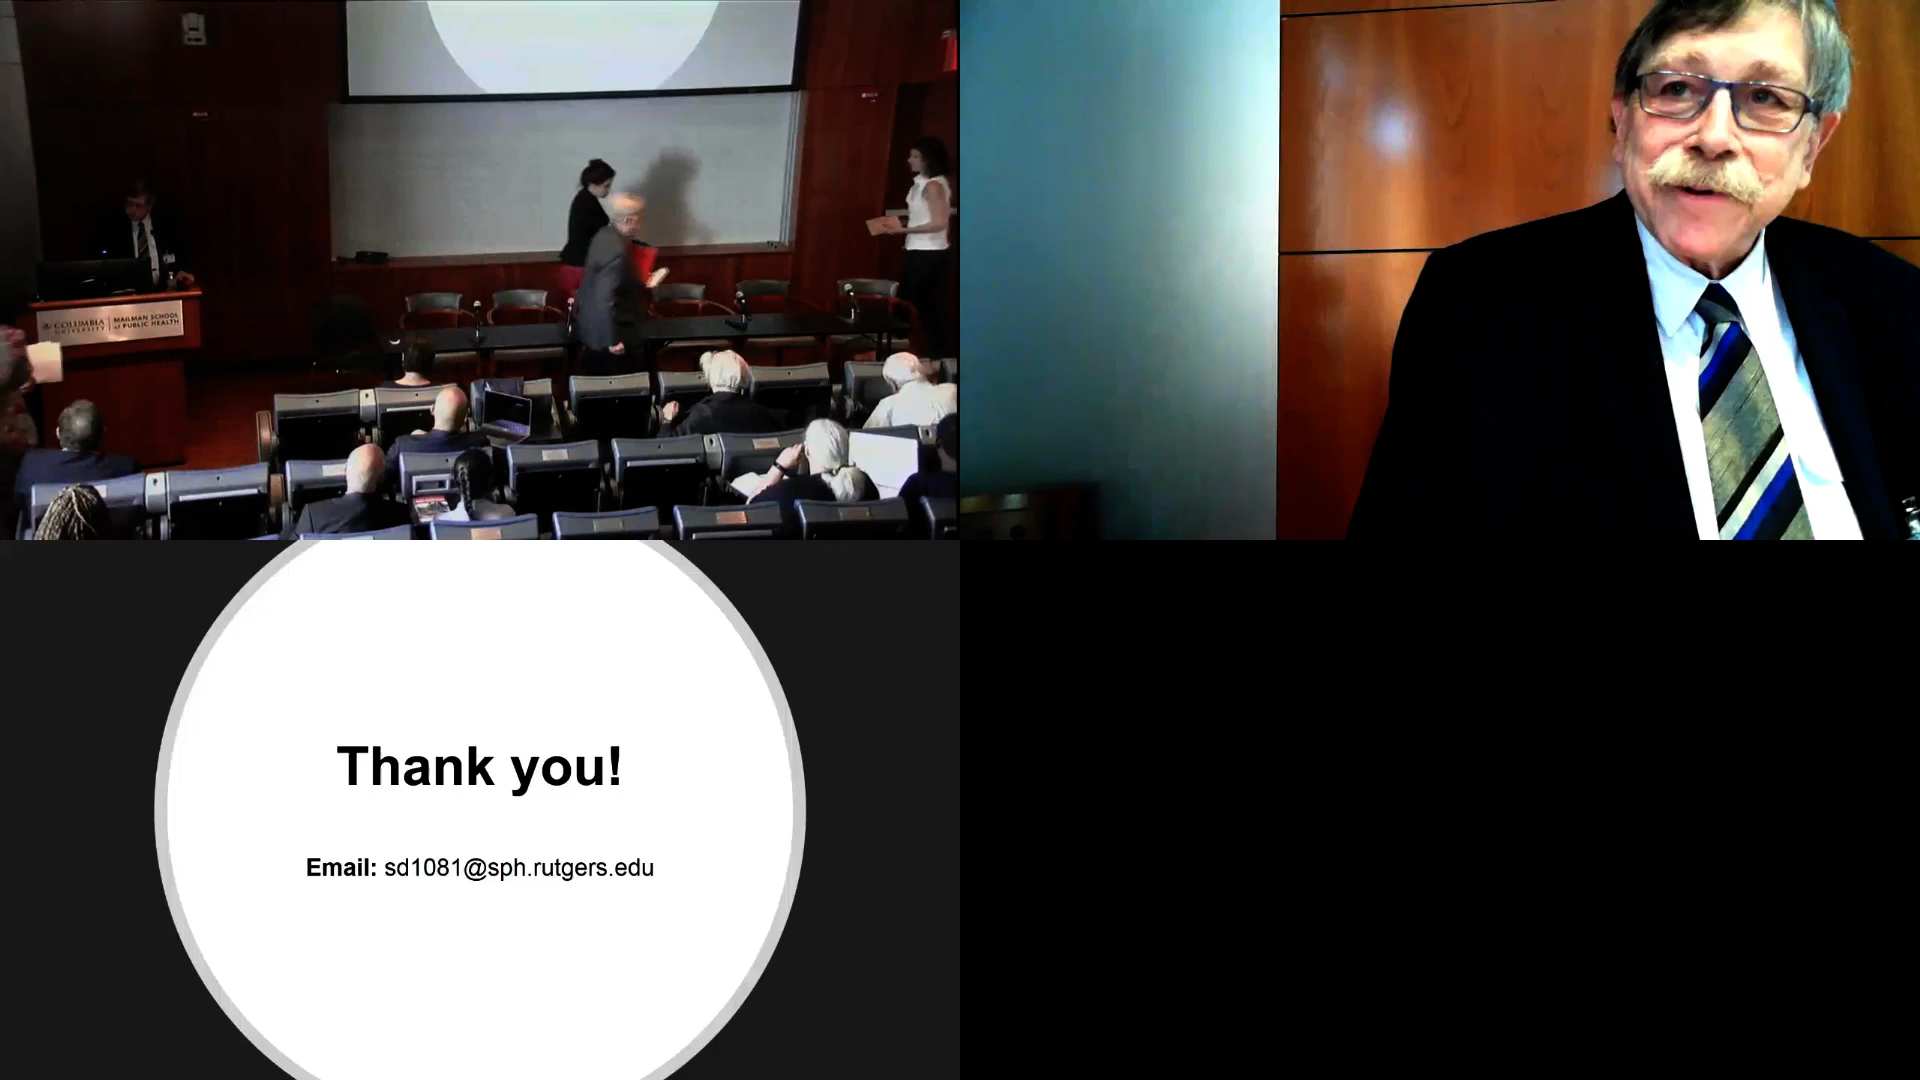 COLUMBIA UNIVERSITY
MAILMAN SCHOOL
of PUBLIC HEALTH
Thank you!
Email: sd1081@sph.rutgers.edu